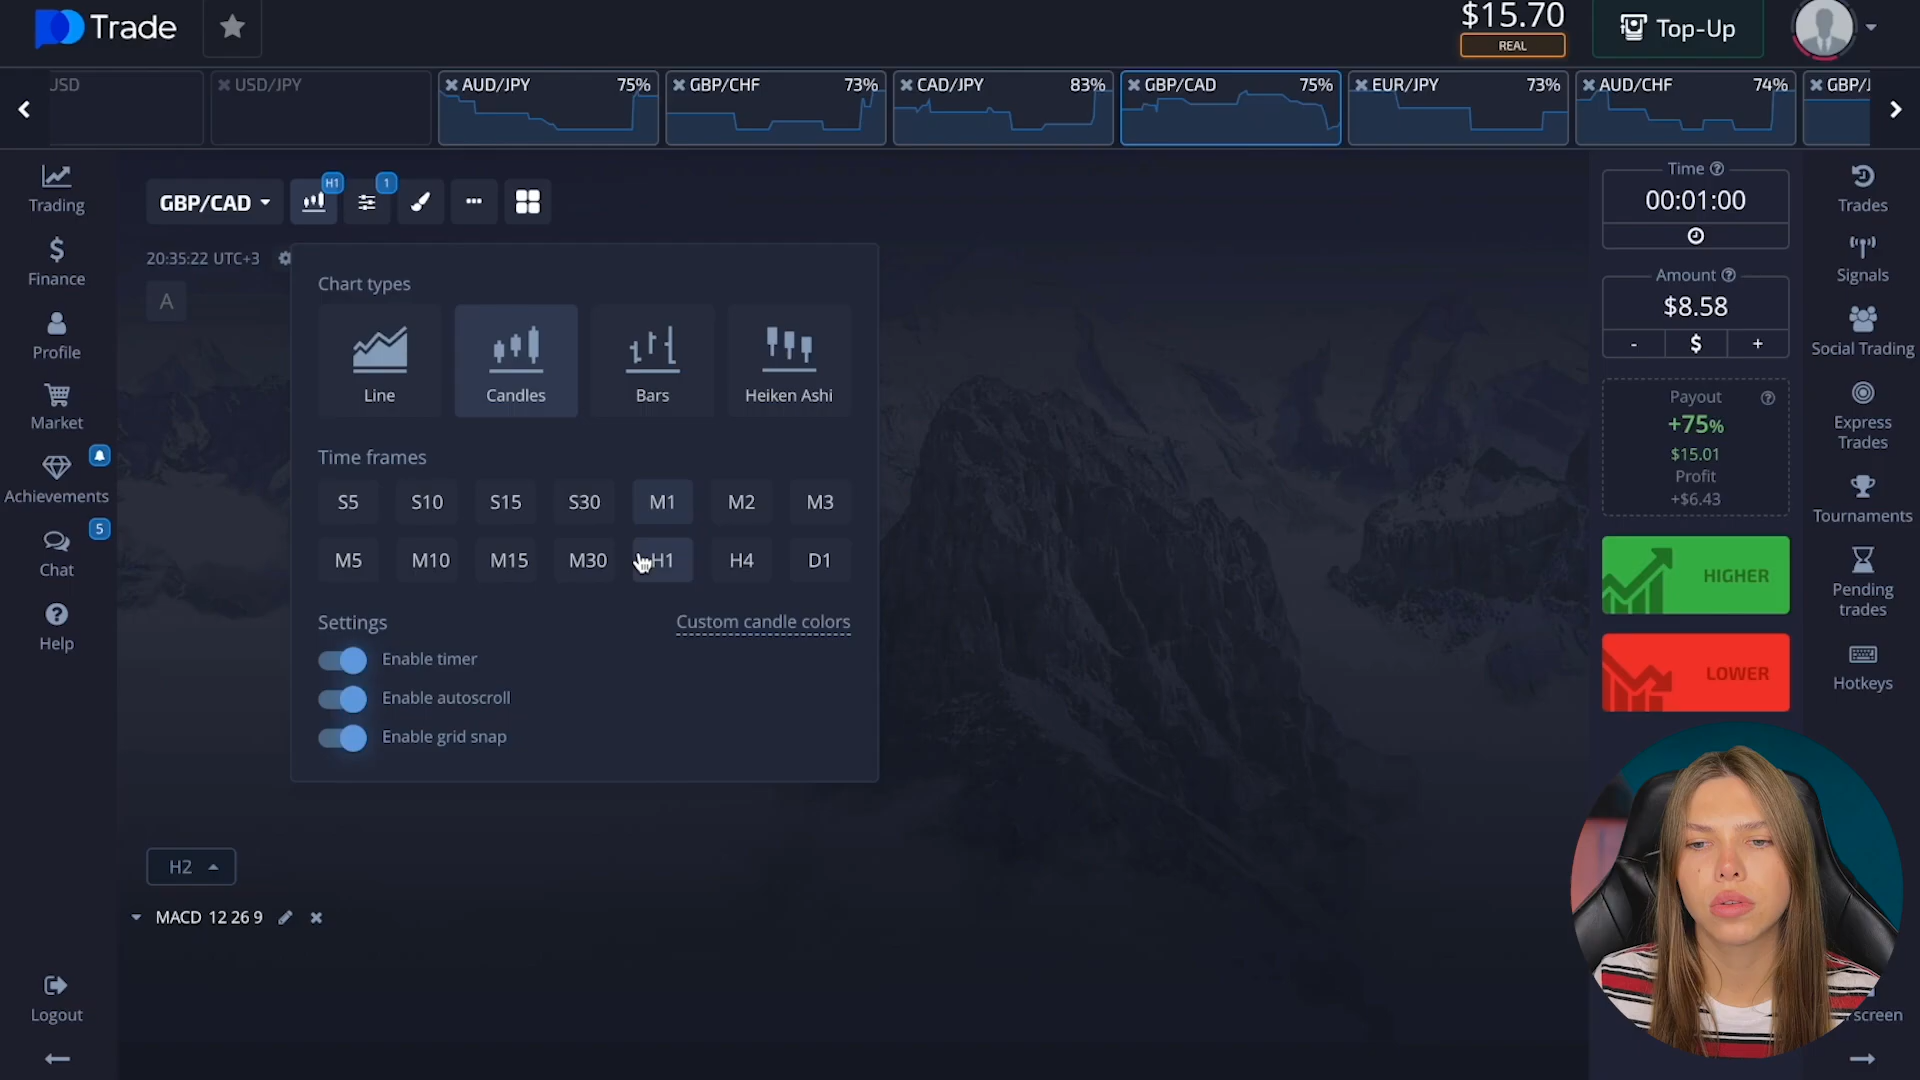 Trade
$15.70
REAL
Top-Up
USD
USD/JPY
AUD/JPY 75%
GBP/CHF 73%
CAD/JPY 83%
GBP/CAD 75%
EUR/JPY 73%
AUD/CHF 74%
GBP/J
Trading
Finance
Profile
Market
Achievements
5
Chat
Help
Logout
GBP/CAD
H1
1
20:35:22 UTC+3
A
Chart types
Line
Candles
Bars
Heiken Ashi
Time frames
S5 S10 S15 S30 M1 M2 M3
M5 M10 M15 M30 H1 H4 D1
Settings
Custom candle colors
Enable timer
Enable autoscroll
Enable grid snap
H2
MACD 12 26 9
Time
00:01:00
Amount
$8.58
- $ +
Payout
+75%
$15.01
Profit
+$6.43
HIGHER
LOWER
Trades
Signals
Social Trading
Express
Trades
Tournaments
Pending
trades
Hotkeys
screen